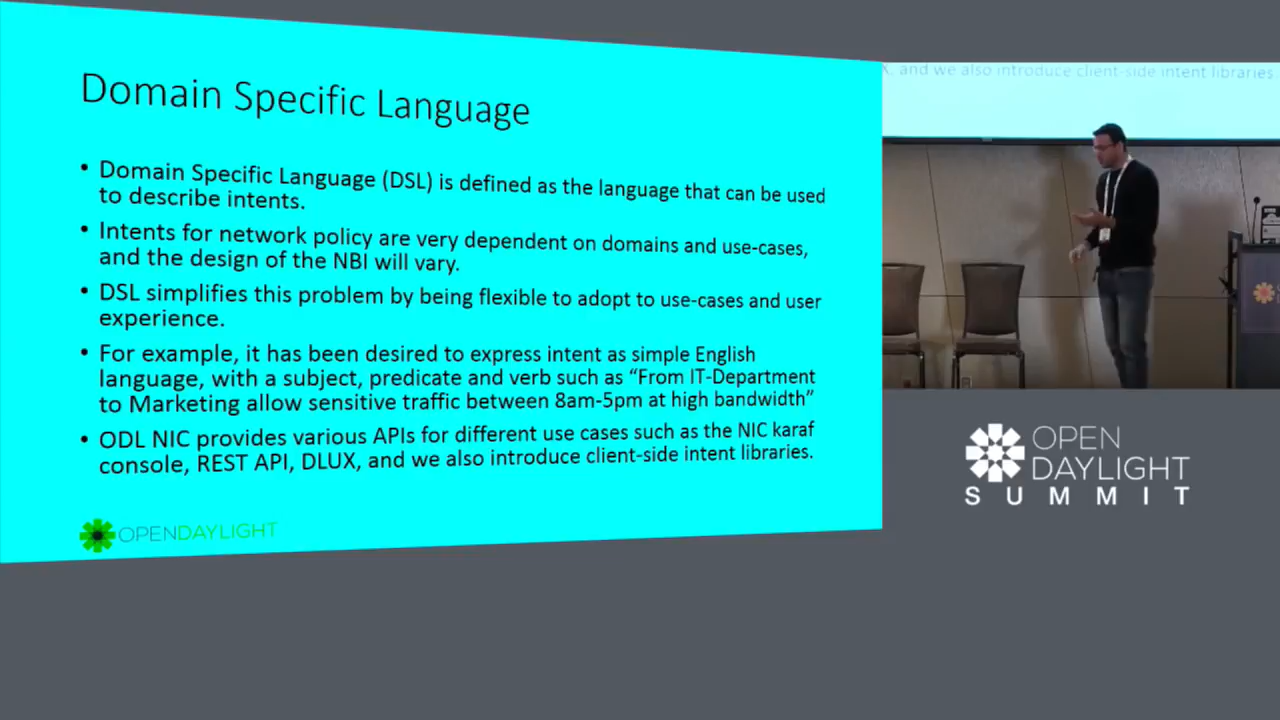 Domain Specific Language
• Domain Specific Language (DSL) is defined as the language that can be used
to describe intents.
• Intents for network policy are very dependent on domains and use-cases,
and the design of the NBI will vary.
• DSL simplifies this problem by being flexible to adopt to use-cases and user
experience.
• For example, it has been desired to express intent as simple English
language, with a subject, predicate and verb such as “From IT-Department
to Marketing allow sensitive traffic between 8am-5pm at high bandwidth”
• ODL NIC provides various APIs for different use cases such as the NIC karaf
console, REST API, DLUX, and we also introduce client-side intent libraries.
OPENDAYLIGHT
, and we also introduce client-side intent libraries
OPEN
DAYLIGHT
SUMMIT